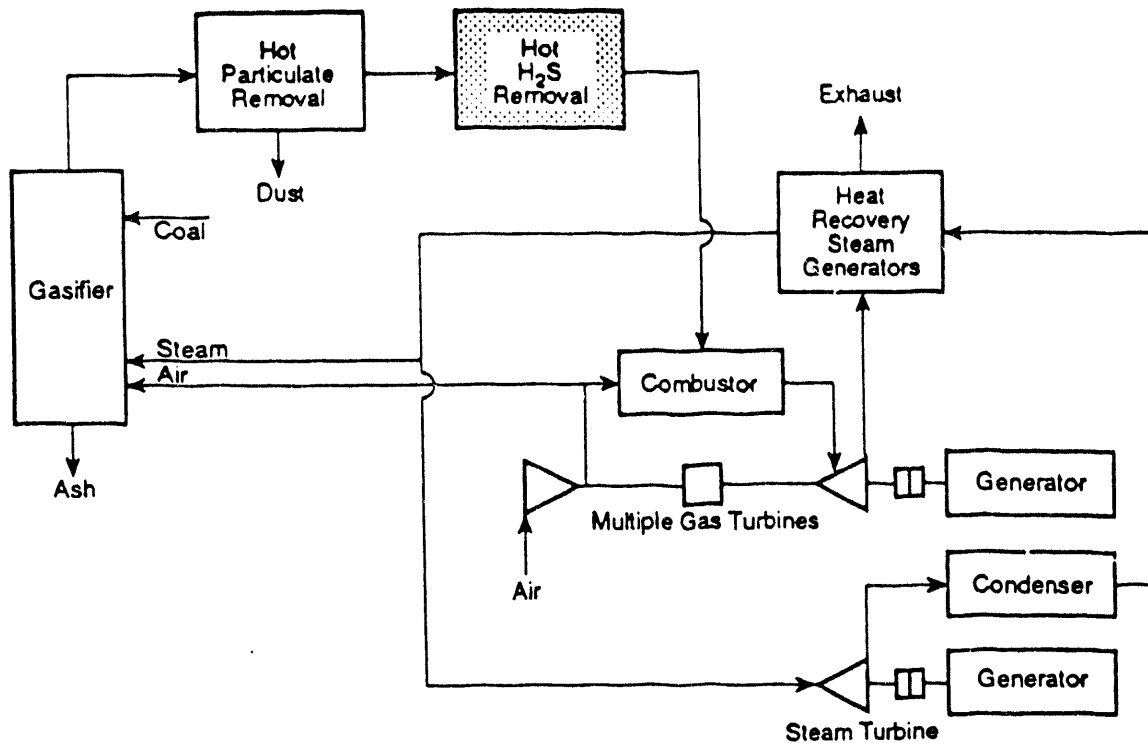 Hot
Particulate
Removal
Hot
H₂S
Removal
Exhaust
Dust
Coal
Heat
Recovery
Steam
Generators
Gasifier
Steam
Air
Combustor
Ash
Generator
Multiple Gas Turbines
Air
Condenser
Generator
Steam Turbine